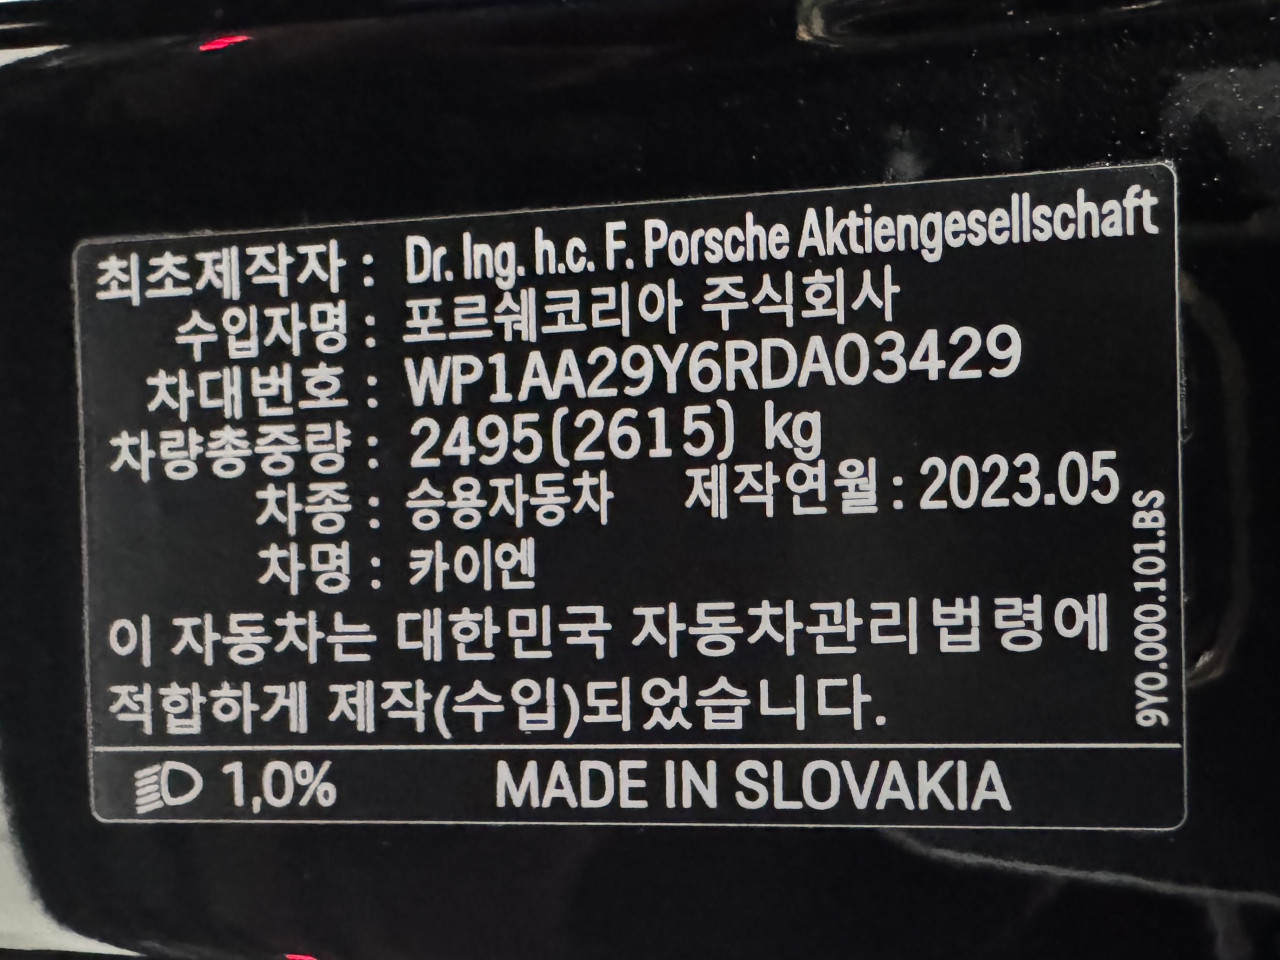 최초제작자 : Dr. Ing. h.c. F. Porsche Aktiengesellschaft
수입자명 : 포르쉐코리아 주식회사
차대번호 : WP1AA29Y6RDA03429
차량총중량 : 2495(2615) kg
차종 : 승용자동차 제작연월 : 2023.05
차명 : 카이엔
이 자동차는 대한민국 자동차관리법령에
적합하게 제작(수입)되었습니다.
9Y0.000.101.BS
1,0% MADE IN SLOVAKIA